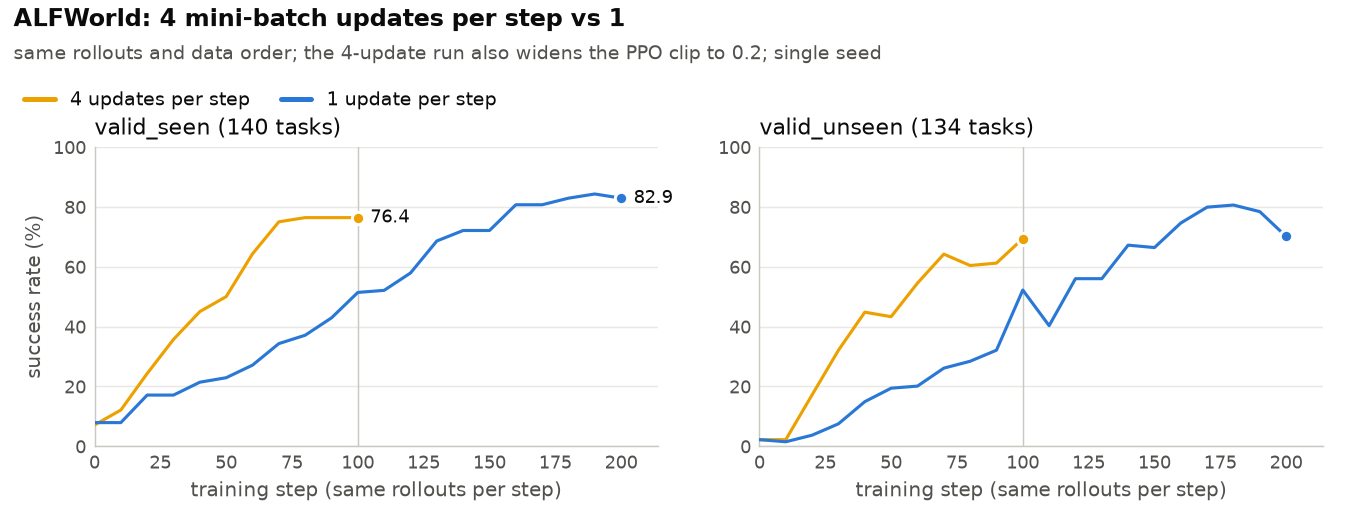 ALFWorld: 4 mini-batch updates per step vs 1
same rollouts and data order; the 4-update run also widens the PPO clip to 0.2; single seed
4 updates per step 1 update per step
valid_seen (140 tasks)
100
80
60
40
20
0
success rate (%)
76.4
82.9
0 25 50 75 100 125 150 175 200
training step (same rollouts per step)
valid_unseen (134 tasks)
100
80
60
40
20
0
0 25 50 75 100 125 150 175 200
training step (same rollouts per step)